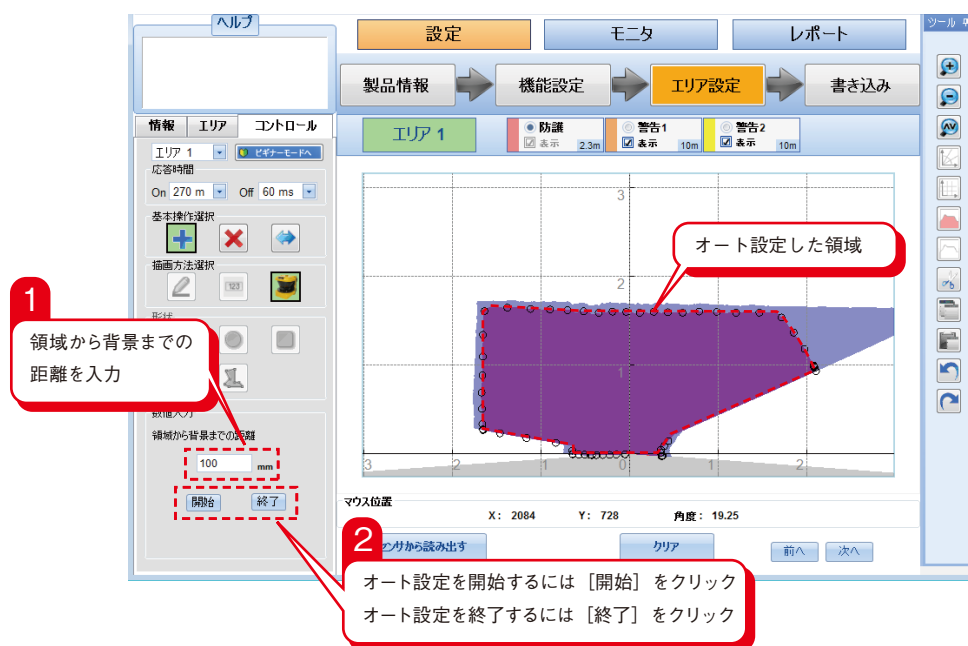 ヘルプ
設定
モニタ
レポート
ツール
製品情報
機能設定
エリア設定
書き込み
情報
エリア
コントロール
エリア 1
ビギナーモードへ
応答時間
On 270 m
Off 60 ms
基本操作選択
描画方法選択
123
形状
数値入力
領域から背景までの距離
100 mm
開始
終了
エリア 1
防護
表示 2.3m
警告1
表示 10m
警告2
表示 10m
3
2
1
3 2 1 0 1 2
オート設定した領域
1
領域から背景までの
距離を入力
マウス位置
X: 2084 Y: 728 角度: 19.25
センサから読み出す
クリア
前へ
次へ
2
オート設定を開始するには［開始］をクリック
オート設定を終了するには［終了］をクリック